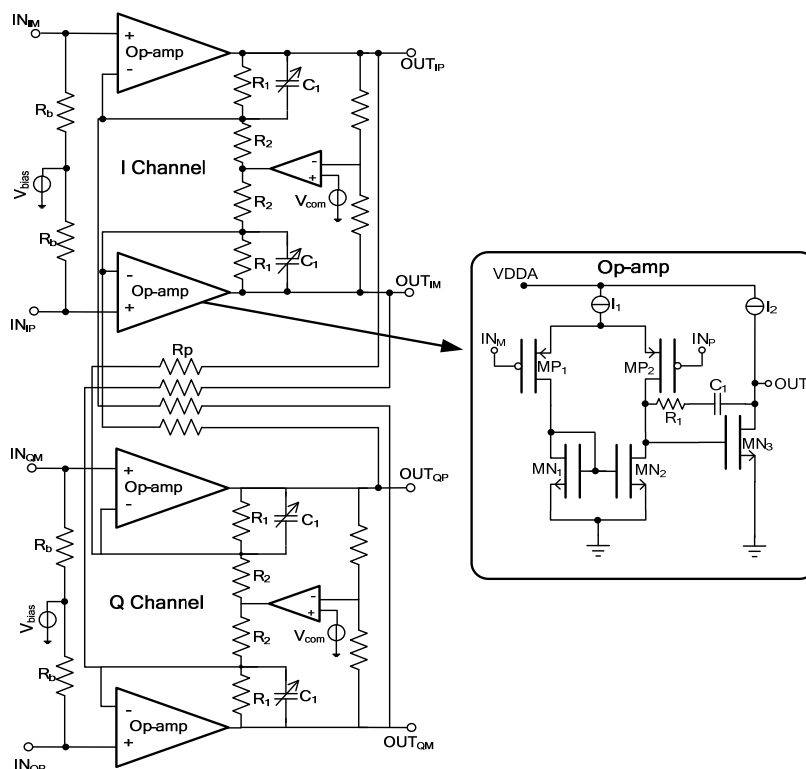 IN_IM
+
Op-amp
-
OUT_IP
R_1
C_1
R_b
R_2
I Channel
V_bias
-
+
V_com
R_2
R_b
R_1
C_1
-
Op-amp
+
OUT_IM
IN_IP
Rp
IN_QM
+
Op-amp
-
OUT_QP
R_1
C_1
R_b
R_2
Q Channel
V_bias
-
+
V_com
R_2
R_b
R_1
C_1
-
Op-amp
+
OUT_QM
IN_QP
Op-amp
VDDA
I_1
I_2
IN_M
IN_P
MP_1
MP_2
C_1
OUT
R_1
MN_1
MN_2
MN_3